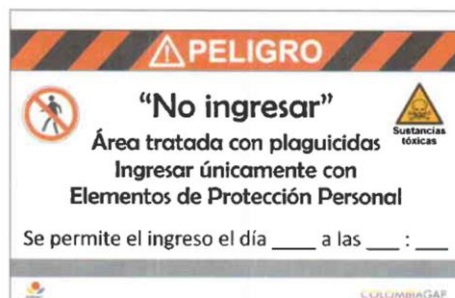 PELIGRO
“No ingresar”
Área tratada con plaguicidas
Ingresar únicamente con
Elementos de Protección Personal
Sustancias
tóxicas
Se permite el ingreso el día ____ a las ___ : ___
COLOMBIAGAP